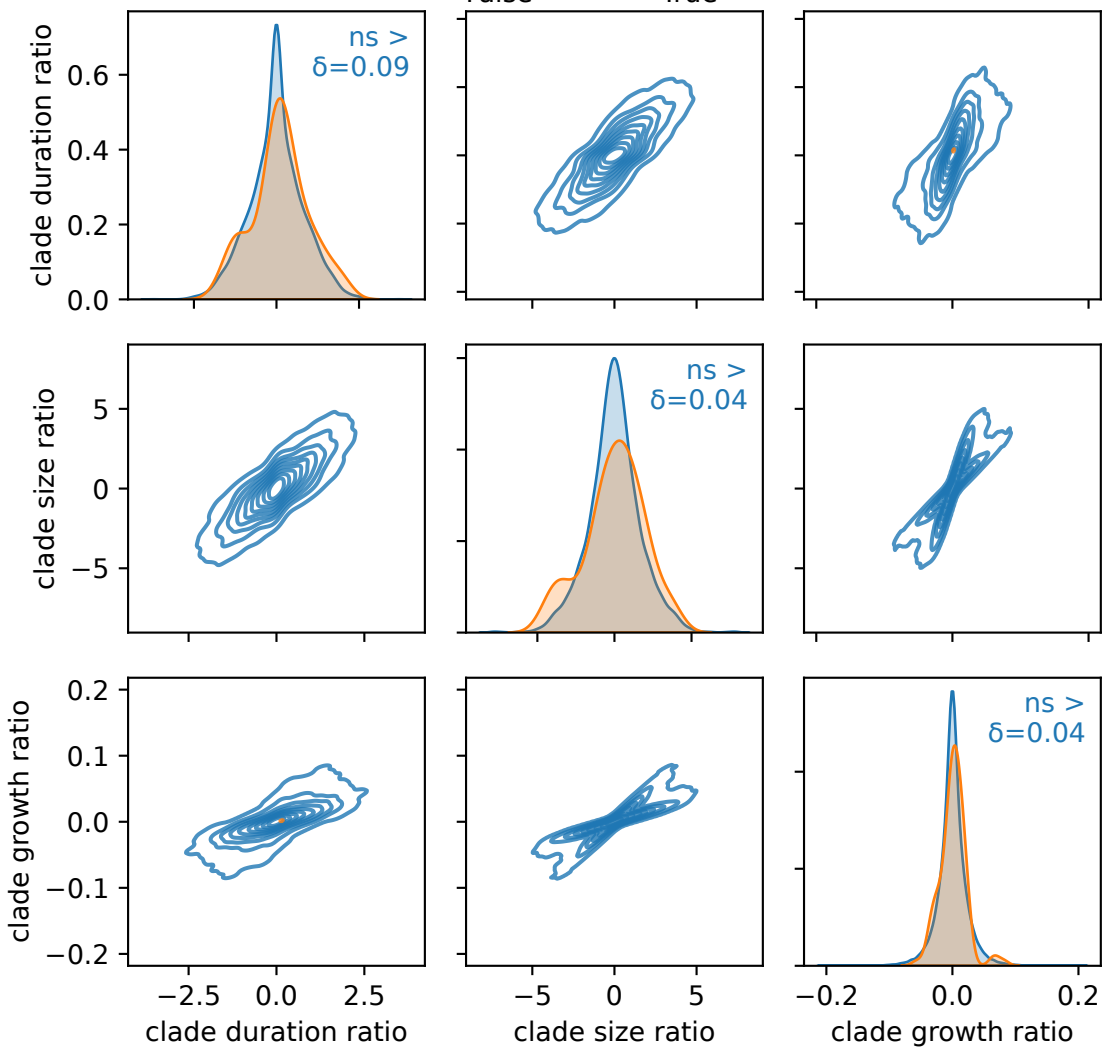 False True
clade duration ratio
0.6
0.4
0.2
0.0
ns >
δ=0.09
clade size ratio
5
0
−5
ns >
δ=0.04
clade growth ratio
0.2
0.1
0.0
−0.1
−0.2
ns >
δ=0.04
−2.5 0.0 2.5
−5 0 5
−0.2 0.0 0.2
clade duration ratio
clade size ratio
clade growth ratio